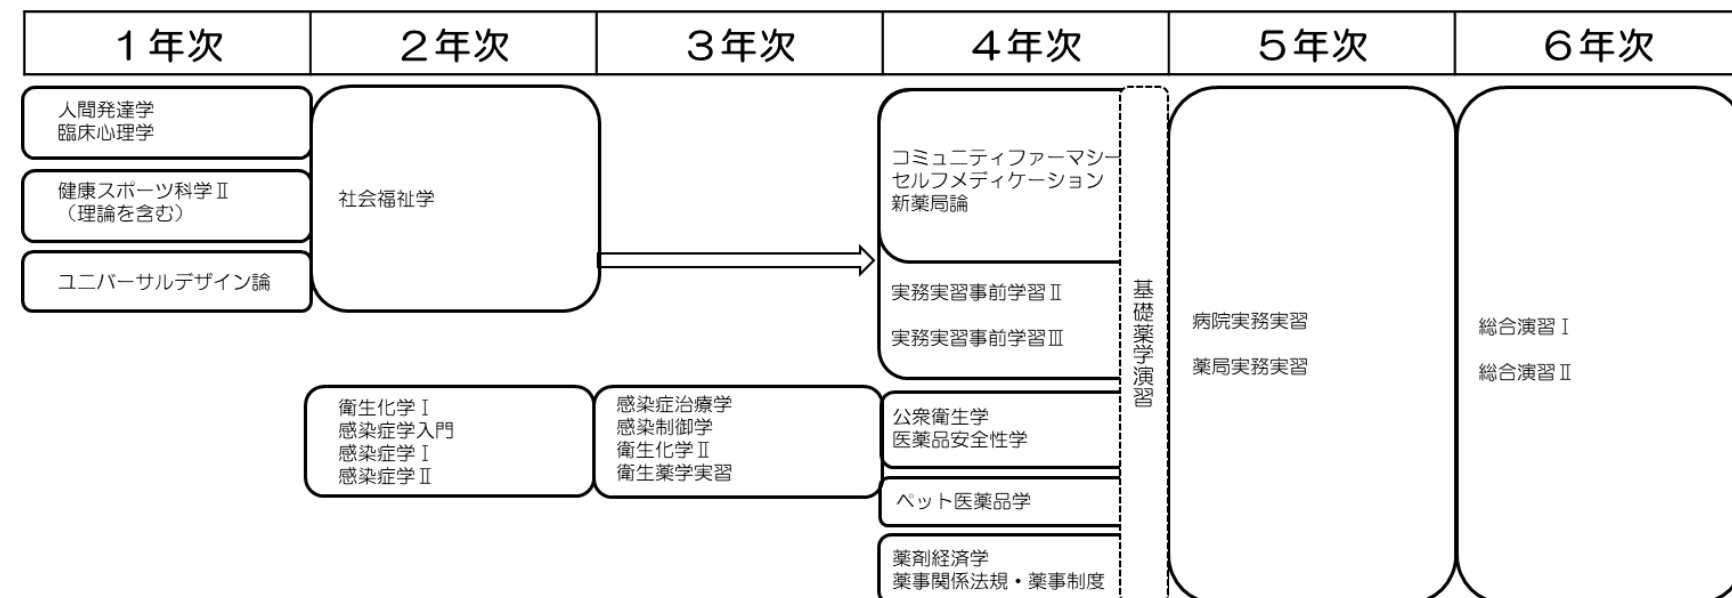 1年次
2年次
3年次
4年次
5年次
6年次
人間発達学
臨床心理学
健康スポーツ科学Ⅱ
（理論を含む）
ユニバーサルデザイン論
社会福祉学
衛生化学Ⅰ
感染症学入門
感染症学Ⅰ
感染症学Ⅱ
感染症治療学
感染制御学
衛生化学Ⅱ
衛生薬学実習
コミュニティファーマシー
セルフメディケーション
新薬局論
実務実習事前学習Ⅱ
実務実習事前学習Ⅲ
公衆衛生学
医薬品安全性学
ペット医薬品学
薬剤経済学
薬事関係法規・薬事制度
基礎薬学演習
病院実務実習
薬局実務実習
総合演習Ⅰ
総合演習Ⅱ